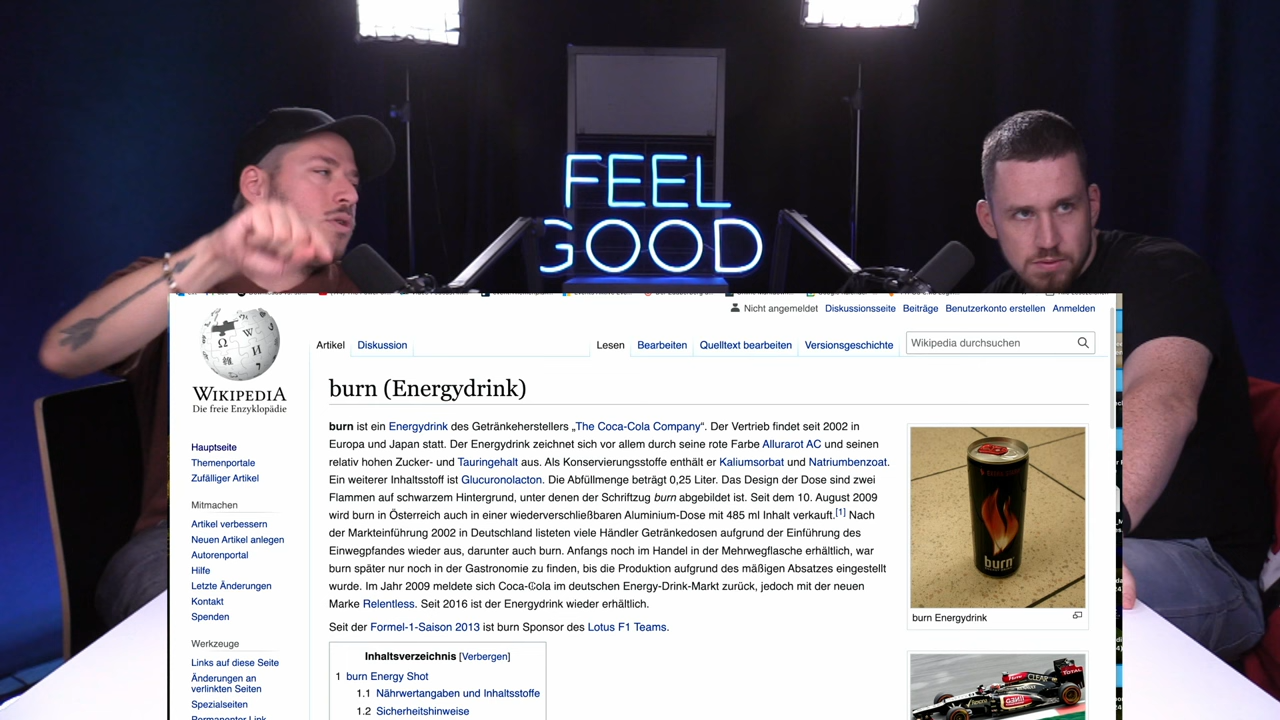 FEEL
GOOD
Nicht angemeldet Diskussionsseite Beiträge Benutzerkonto erstellen Anmelden
Artikel Diskussion Lesen Bearbeiten Quelltext bearbeiten Versionsgeschichte Wikipedia durchsuchen
WIKIPEDIA
Die freie Enzyklopädie
Hauptseite
Themenportale
Zufälliger Artikel
Mitmachen
Artikel verbessern
Neuen Artikel anlegen
Autorenportal
Hilfe
Letzte Änderungen
Kontakt
Spenden
Werkzeuge
Links auf diese Seite
Änderungen an
verlinkten Seiten
Spezialseiten
Permanenter Link
burn (Energydrink)
burn ist ein Energydrink des Getränkeherstellers „The Coca-Cola Company“. Der Vertrieb findet seit 2002 in
Europa und Japan statt. Der Energydrink zeichnet sich vor allem durch seine rote Farbe Allurarot AC und seinen
relativ hohen Zucker- und Tauringehalt aus. Als Konservierungsstoffe enthält er Kaliumsorbat und Natriumbenzoat.
Ein weiterer Inhaltsstoff ist Glucuronolacton. Die Abfüllmenge beträgt 0,25 Liter. Das Design der Dose sind zwei
Flammen auf schwarzem Hintergrund, unter denen der Schriftzug burn abgebildet ist. Seit dem 10. August 2009
wird burn in Österreich auch in einer wiederverschließbaren Aluminium-Dose mit 485 ml Inhalt verkauft.[1] Nach
der Markteinführung 2002 in Deutschland listeten viele Händler Getränkedosen aufgrund der Einführung des
Einwegpfandes wieder aus, darunter auch burn. Anfangs noch im Handel in der Mehrwegflasche erhältlich, war
burn später nur noch in der Gastronomie zu finden, bis die Produktion aufgrund des mäßigen Absatzes eingestellt
wurde. Im Jahr 2009 meldete sich Coca-Cola im deutschen Energy-Drink-Markt zurück, jedoch mit der neuen
Marke Relentless. Seit 2016 ist der Energydrink wieder erhältlich.
Seit der Formel-1-Saison 2013 ist burn Sponsor des Lotus F1 Teams.
Inhaltsverzeichnis [Verbergen]
1 burn Energy Shot
1.1 Nährwertangaben und Inhaltsstoffe
1.2 Sicherheitshinweise
burn
burn Energydrink
CLEAR
TOTAL